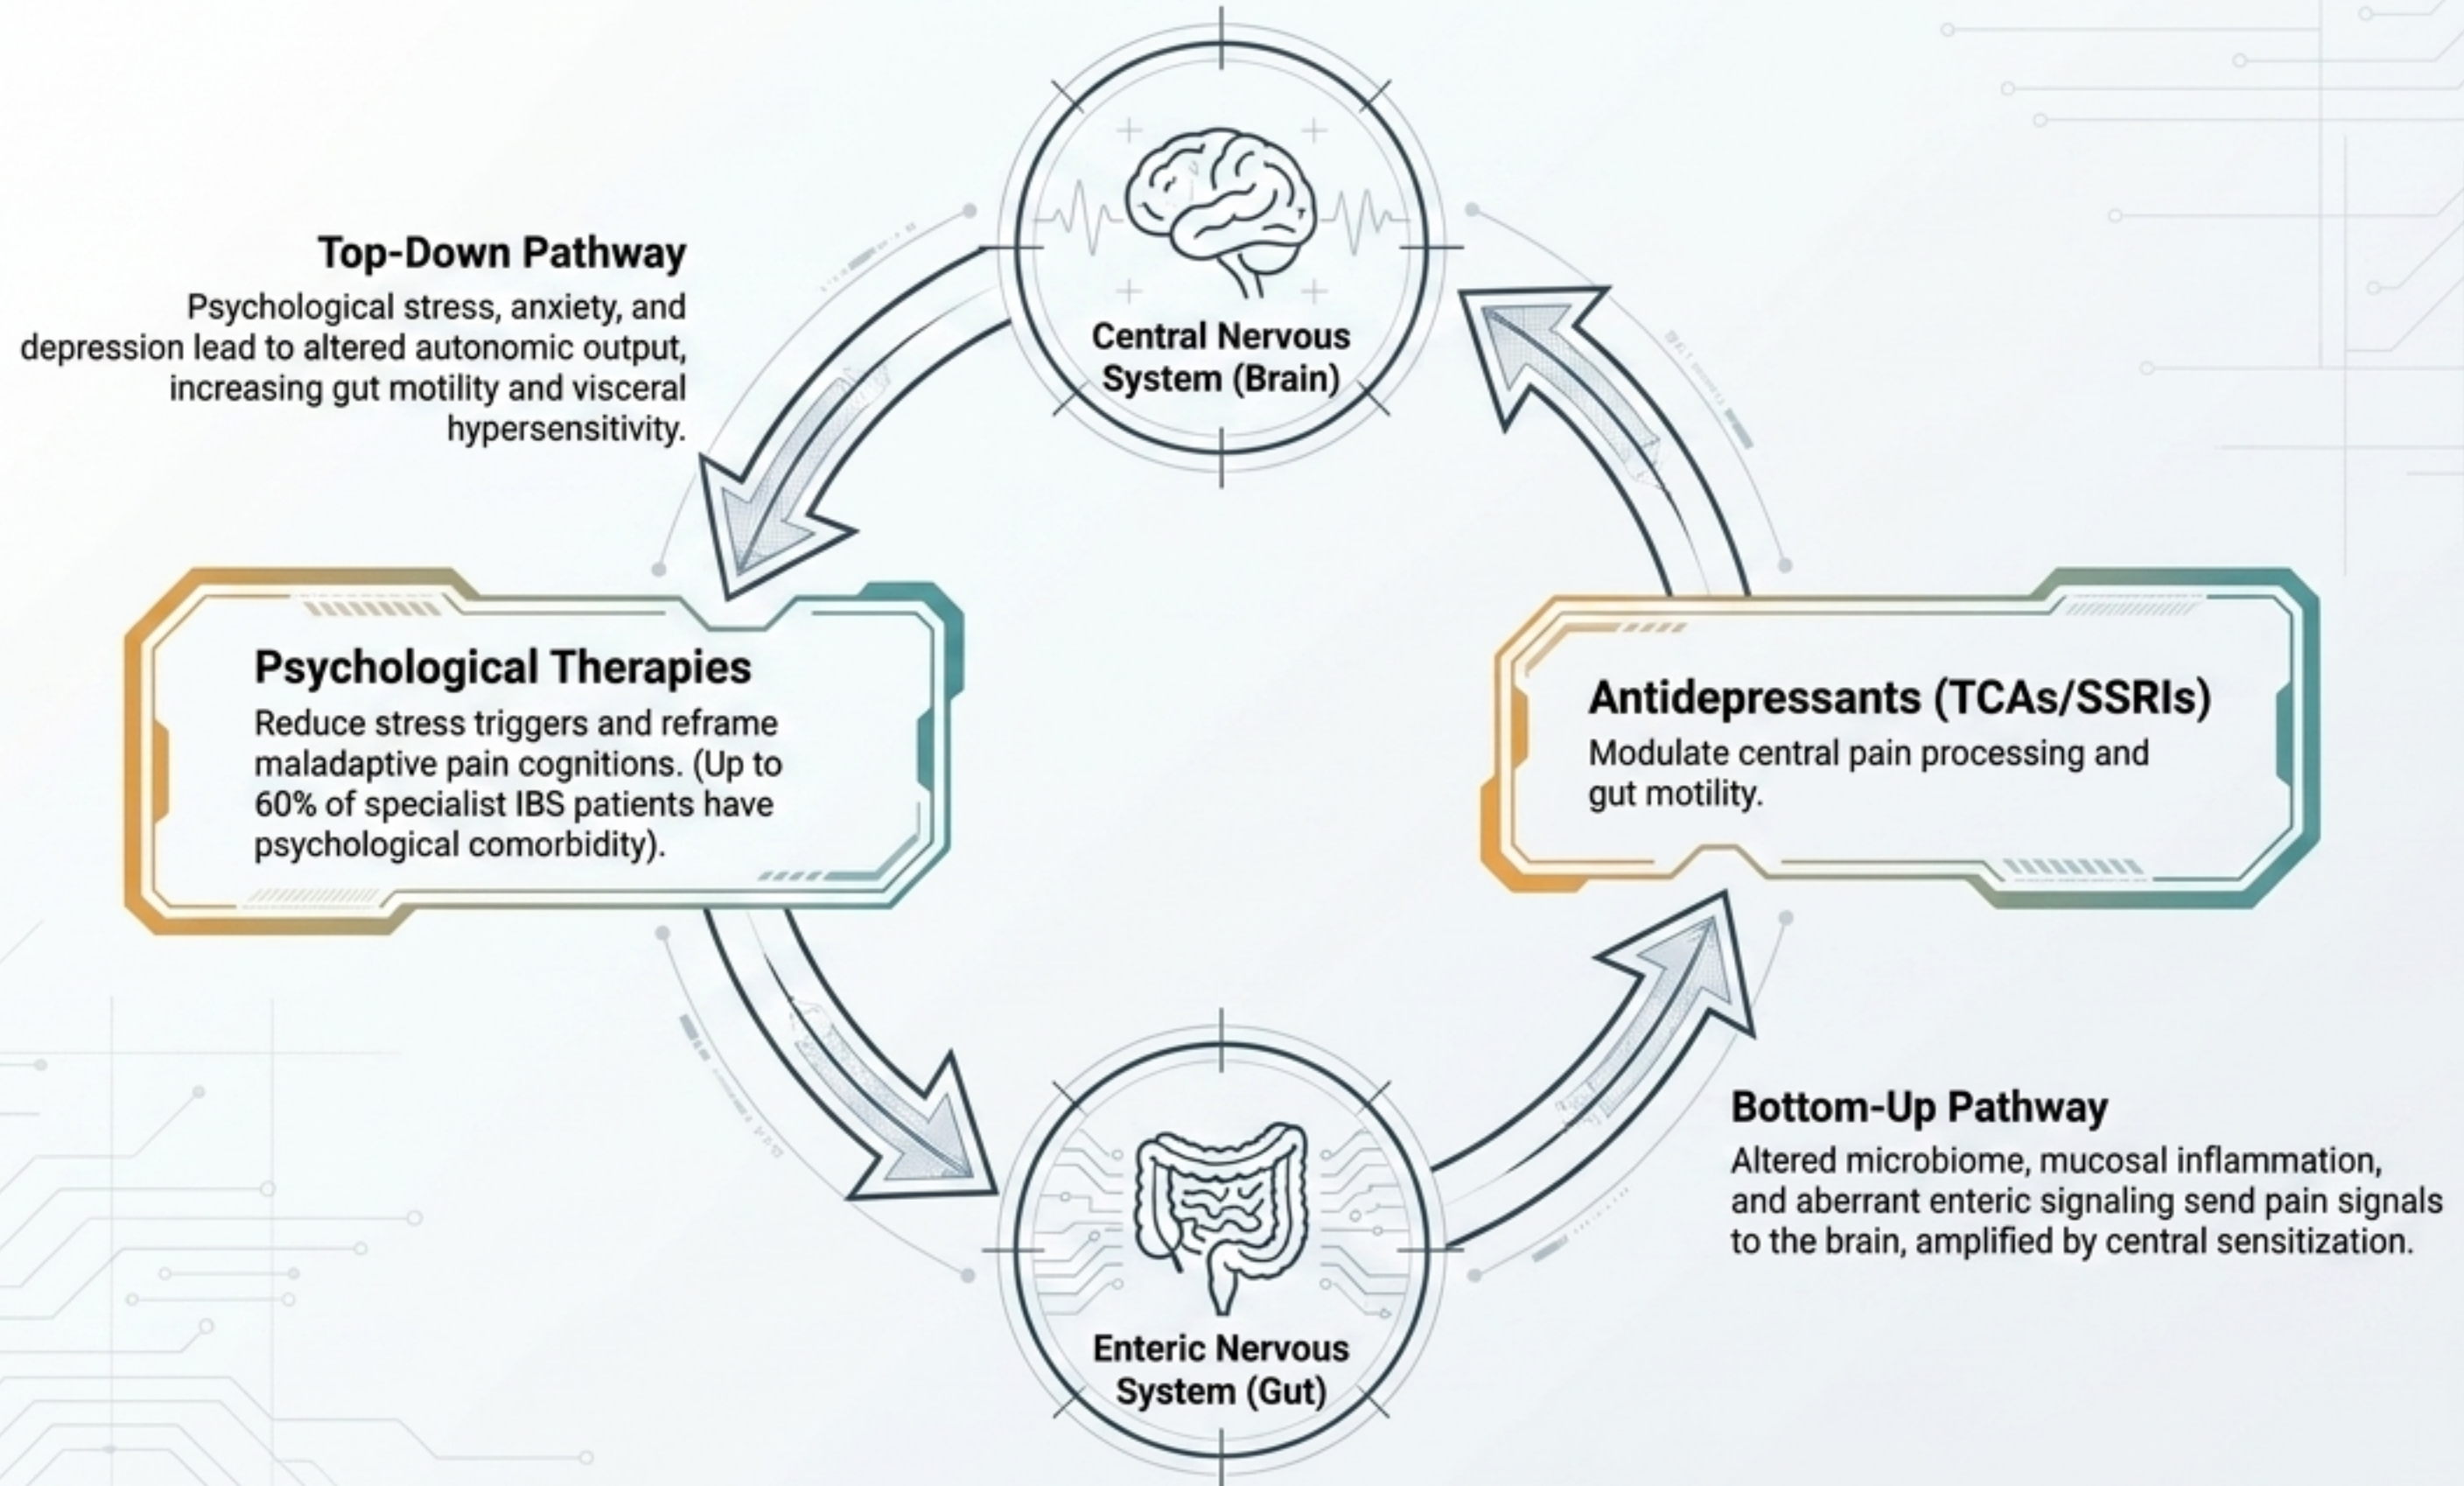 Central Nervous
System (Brain)
Top-Down Pathway
Psychological stress, anxiety, and
depression lead to altered autonomic output,
increasing gut motility and visceral
hypersensitivity.
Psychological Therapies
Reduce stress triggers and reframe
maladaptive pain cognitions. (Up to
60% of specialist IBS patients have
psychological comorbidity).
Antidepressants (TCAs/SSRIs)
Modulate central pain processing and
gut motility.
Bottom-Up Pathway
Altered microbiome, mucosal inflammation,
and aberrant enteric signaling send pain signals
to the brain, amplified by central sensitization.
Enteric Nervous
System (Gut)